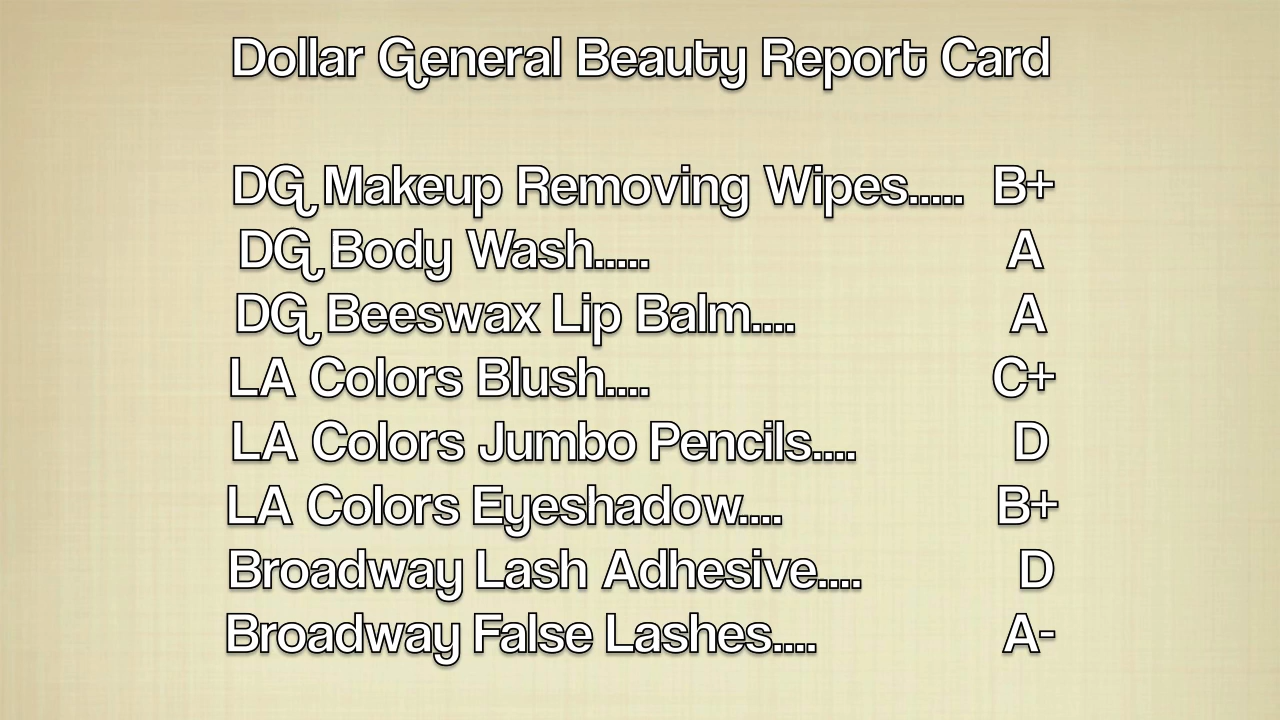 Dollar General Beauty Report Card
DG Makeup Removing Wipes..... B+
DG Body Wash..... A
DG Beeswax Lip Balm.... A
LA Colors Blush.... C+
LA Colors Jumbo Pencils.... D
LA Colors Eyeshadow.... B+
Broadway Lash Adhesive.... D
Broadway False Lashes.... A-